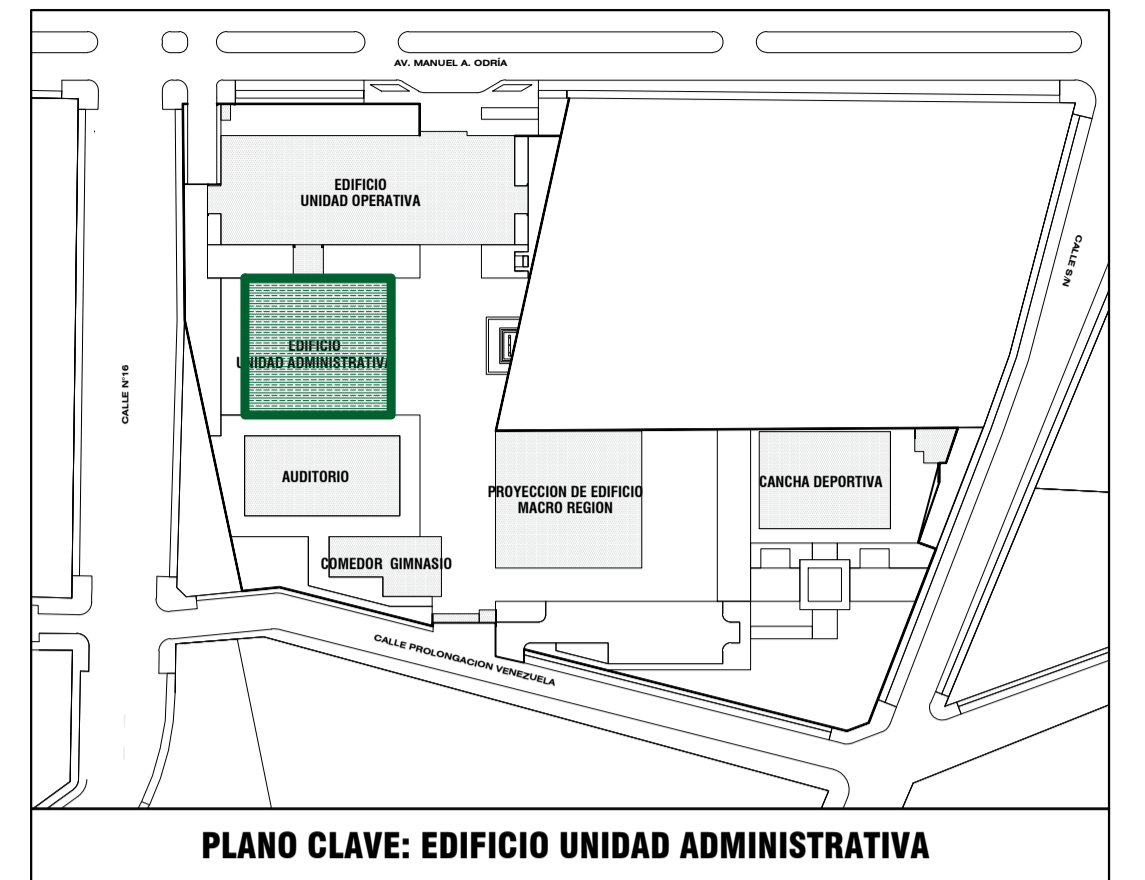 AV. MANUEL A. ODRÍA
EDIFICIO
UNIDAD OPERATIVA
CALLE S/N
EDIFICIO
UNIDAD ADMINISTRATIVA
CALLE N°16
AUDITORIO
PROYECCION DE EDIFICIO
MACRO REGION
CANCHA DEPORTIVA
COMEDOR GIMNASIO
CALLE PROLONGACION VENEZUELA
PLANO CLAVE: EDIFICIO UNIDAD ADMINISTRATIVA